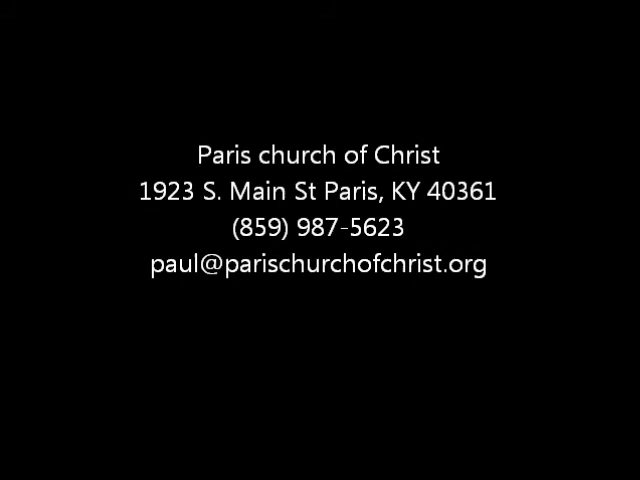 Paris church of Christ
1923 S. Main St Paris, KY 40361
(859) 987-5623
paul@parischurchofchrist.org